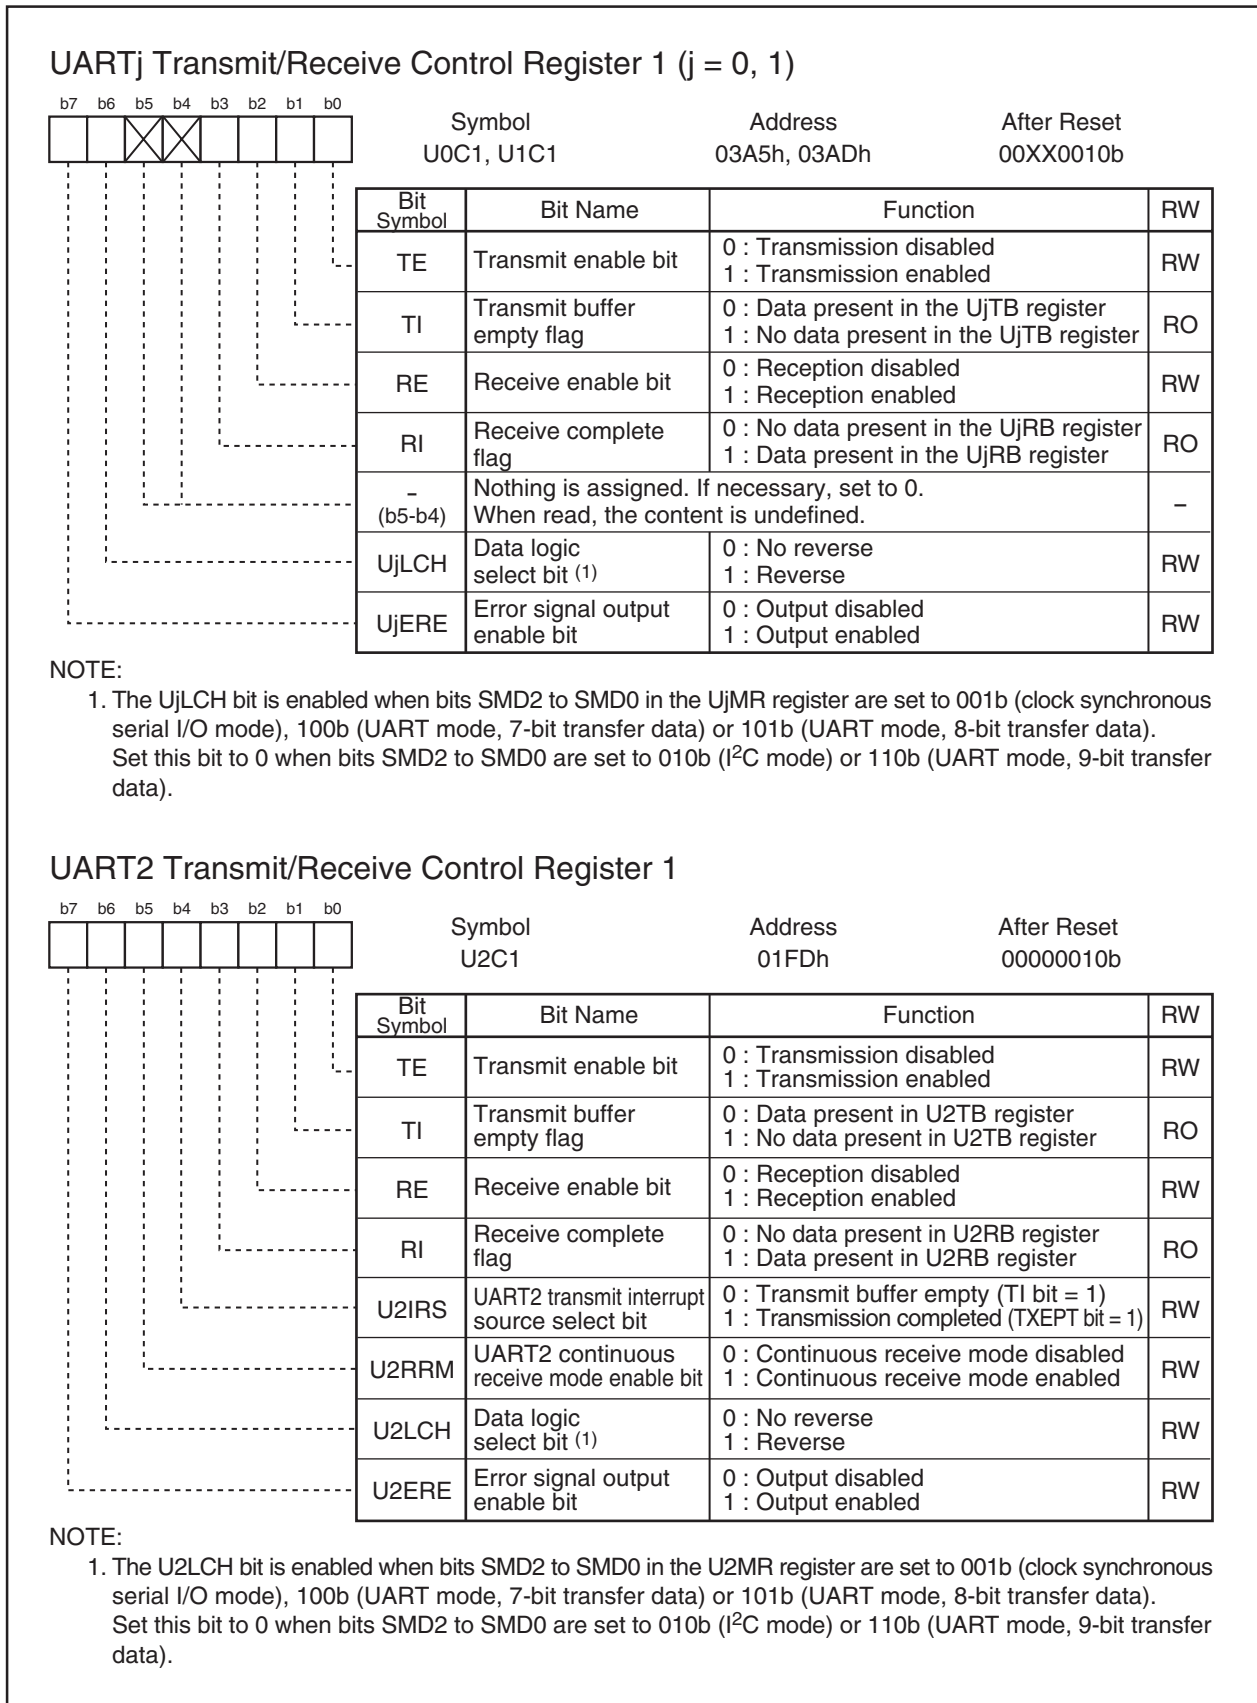 UARTj Transmit/Receive Control Register 1 (j = 0, 1)
b7 b6 b5 b4 b3 b2 b1 b0
Symbol Address After Reset
U0C1, U1C1 03A5h, 03ADh 00XX0010b
Bit Symbol Bit Name Function RW
TE Transmit enable bit 0 : Transmission disabled
1 : Transmission enabled RW
TI Transmit buffer empty flag 0 : Data present in the UjTB register
1 : No data present in the UjTB register RO
RE Receive enable bit 0 : Reception disabled
1 : Reception enabled RW
RI Receive complete flag 0 : No data present in the UjRB register
1 : Data present in the UjRB register RO
– (b5-b4) Nothing is assigned. If necessary, set to 0.
When read, the content is undefined. –
UjLCH Data logic select bit (1) 0 : No reverse
1 : Reverse RW
UjERE Error signal output enable bit 0 : Output disabled
1 : Output enabled RW
NOTE:
1. The UjLCH bit is enabled when bits SMD2 to SMD0 in the UjMR register are set to 001b (clock synchronous
serial I/O mode), 100b (UART mode, 7-bit transfer data) or 101b (UART mode, 8-bit transfer data).
Set this bit to 0 when bits SMD2 to SMD0 are set to 010b (I2C mode) or 110b (UART mode, 9-bit transfer
data).
UART2 Transmit/Receive Control Register 1
b7 b6 b5 b4 b3 b2 b1 b0
Symbol Address After Reset
U2C1 01FDh 00000010b
Bit Symbol Bit Name Function RW
TE Transmit enable bit 0 : Transmission disabled
1 : Transmission enabled RW
TI Transmit buffer empty flag 0 : Data present in U2TB register
1 : No data present in U2TB register RO
RE Receive enable bit 0 : Reception disabled
1 : Reception enabled RW
RI Receive complete flag 0 : No data present in U2RB register
1 : Data present in U2RB register RO
U2IRS UART2 transmit interrupt source select bit 0 : Transmit buffer empty (TI bit = 1)
1 : Transmission completed (TXEPT bit = 1) RW
U2RRM UART2 continuous receive mode enable bit 0 : Continuous receive mode disabled
1 : Continuous receive mode enabled RW
U2LCH Data logic select bit (1) 0 : No reverse
1 : Reverse RW
U2ERE Error signal output enable bit 0 : Output disabled
1 : Output enabled RW
NOTE:
1. The U2LCH bit is enabled when bits SMD2 to SMD0 in the U2MR register are set to 001b (clock synchronous
serial I/O mode), 100b (UART mode, 7-bit transfer data) or 101b (UART mode, 8-bit transfer data).
Set this bit to 0 when bits SMD2 to SMD0 are set to 010b (I2C mode) or 110b (UART mode, 9-bit transfer
data).